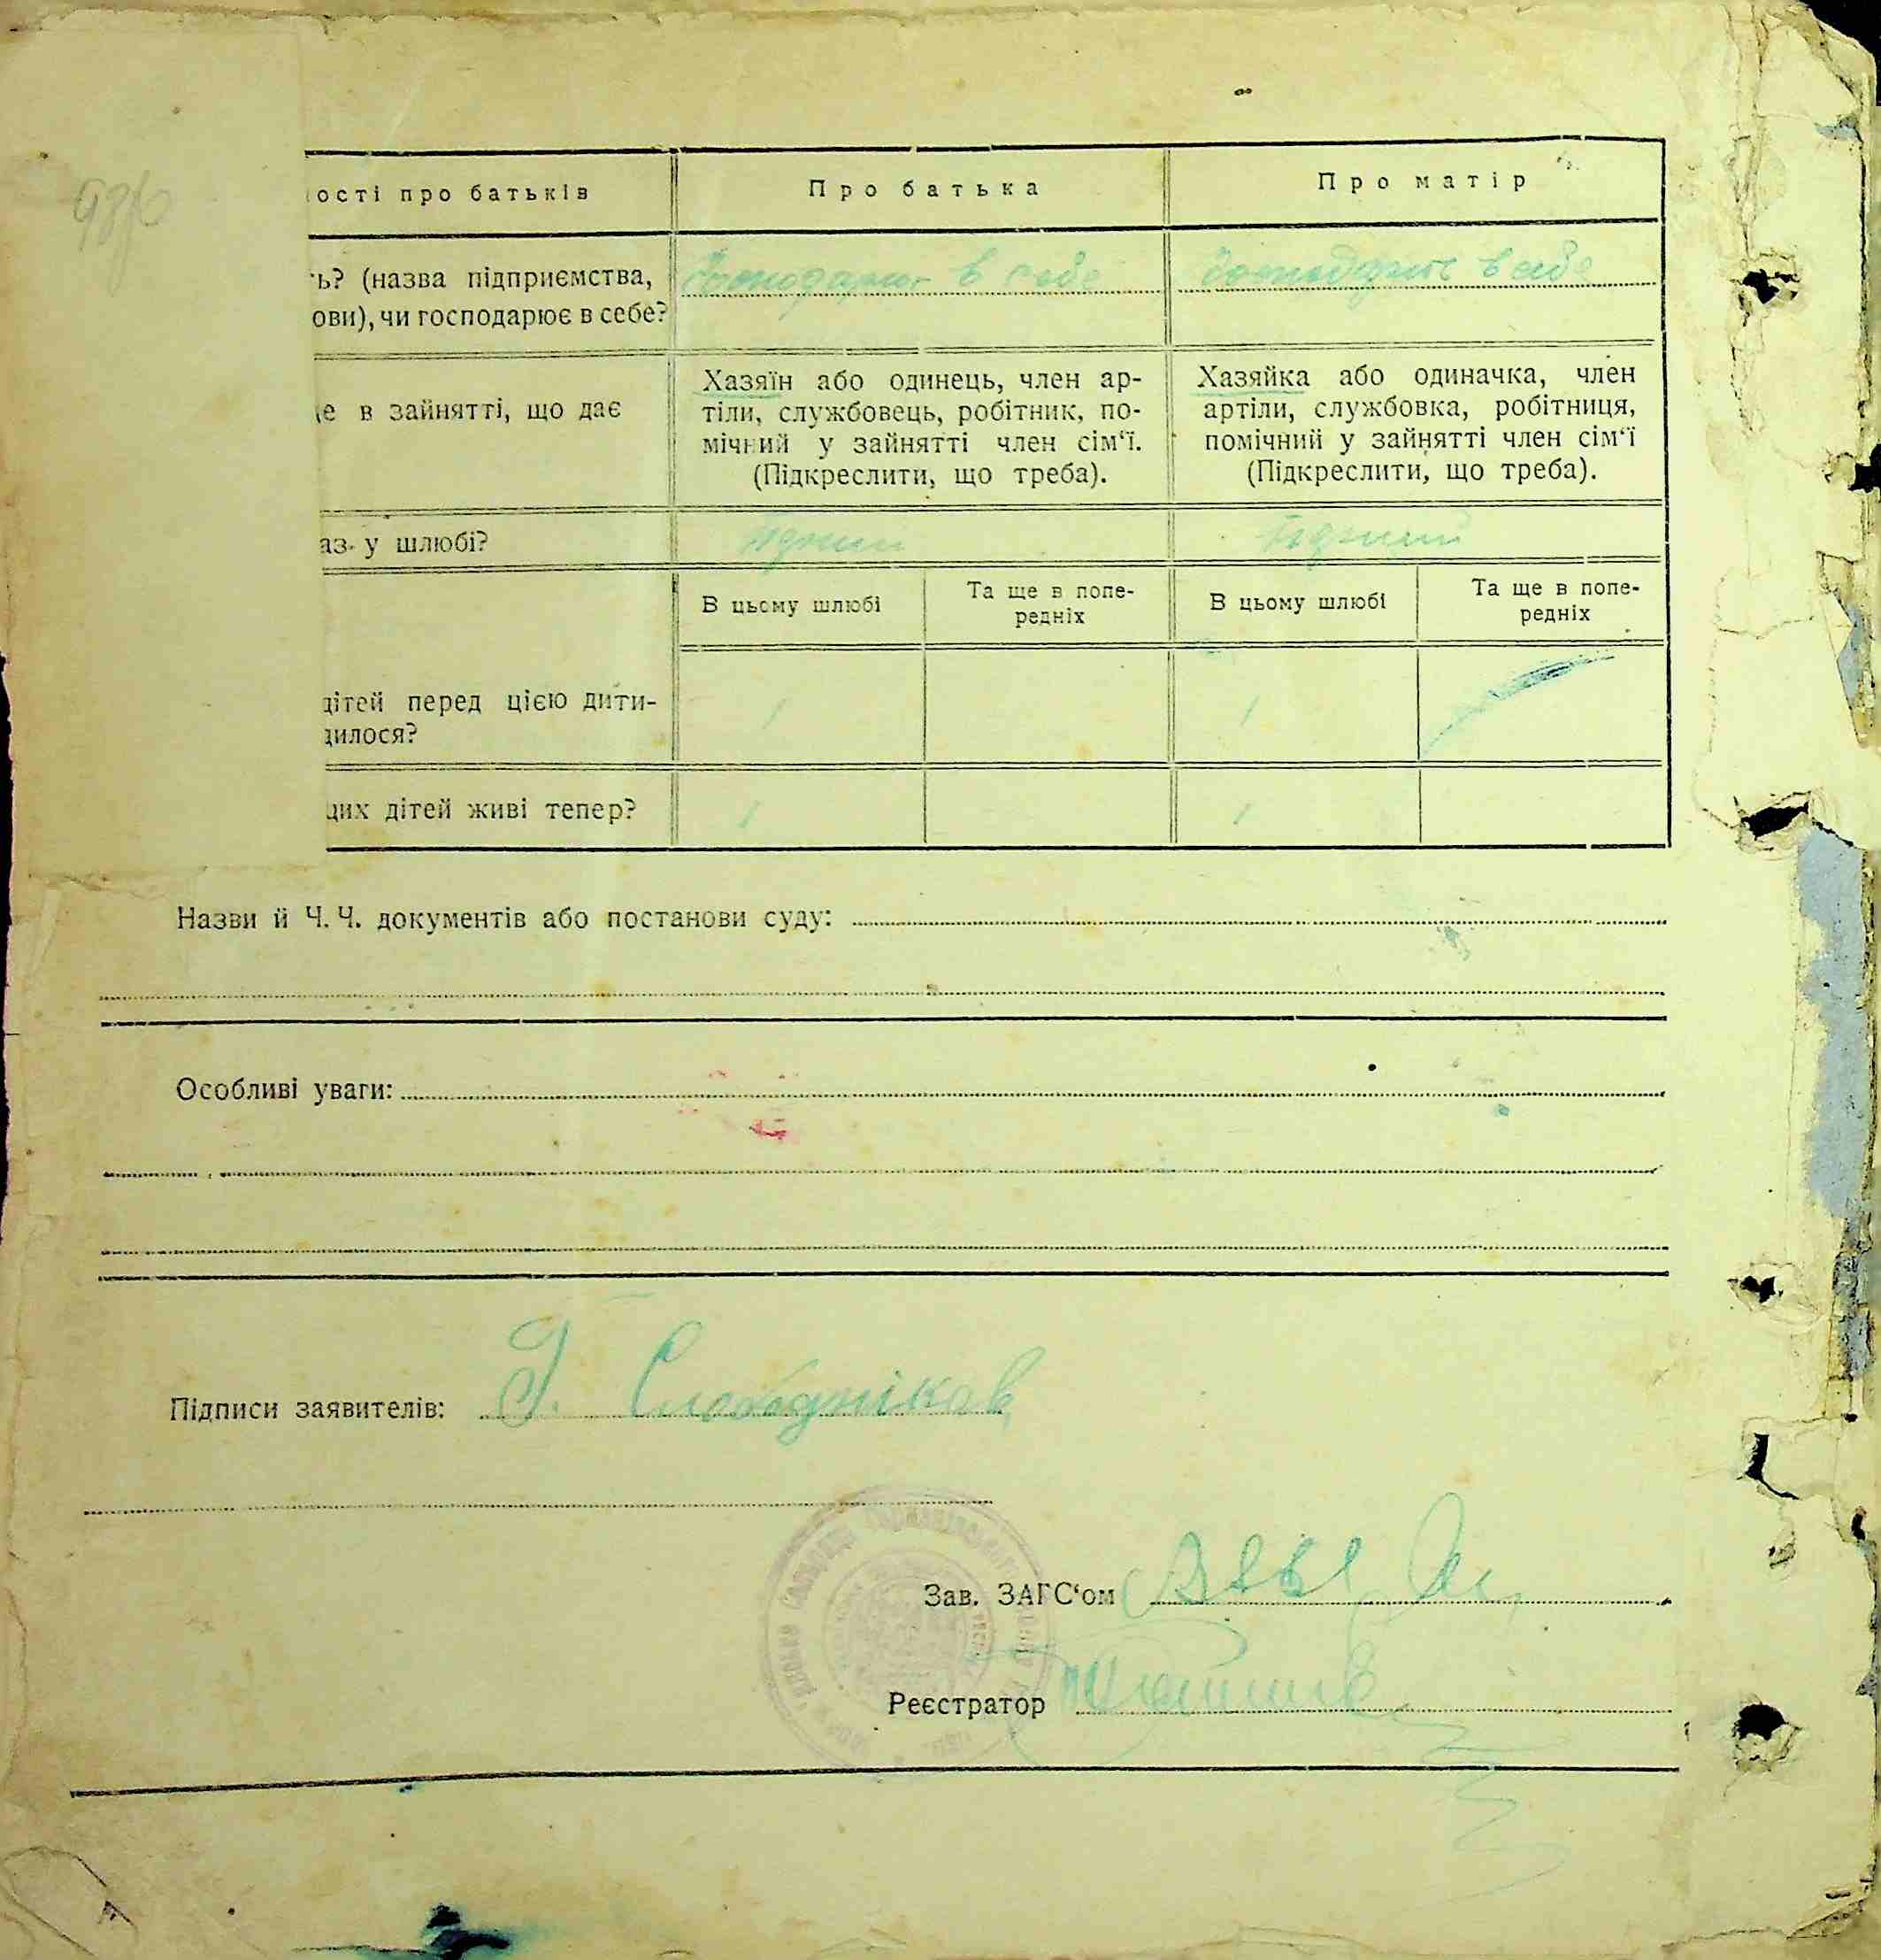 ості про батьків
Про батька
Про матір
ь? (назва підприємства,
ови), чи господарює в себе?
Господарює в себе
Господарює в себе
е в зайнятті, що дає
Хазяїн або одинець, член ар-
тіли, службовець, робітник, по-
мічний у зайнятті член сім‘ї.
(Підкреслити, що треба).
Хазяйка або одиначка, член
артіли, службовка, робітниця,
помічний у зайнятті член сім‘ї
(Підкреслити, що треба).
аз у шлюбі?
В цьому шлюбі
Та ще в попе-
редніх
В цьому шлюбі
Та ще в попе-
редніх
дітей перед цією дити-
дилося?
1
1
цих дітей живі тепер?
1
1
Назви й Ч. Ч. документів або постанови суду:
Особливі уваги:
Підписи заявителів:
Зав. ЗАГС‘ом
Реєстратор